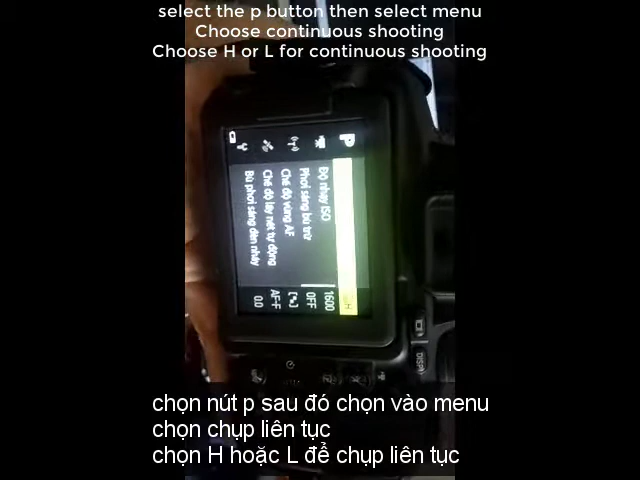 select the p button then select menu
Choose continuous shooting
Choose H or L for continuous shooting
P
Độ nhạy ISO 1600
Phơi sáng bù trừ OFF
Chế độ vùng AF
Chế độ lấy nét tự động AF-F
Bù phơi sáng đèn nháy 0.0
DISP
chọn nút p sau đó chọn vào menu
chọn chụp liên tục
chọn H hoặc L để chụp liên tục